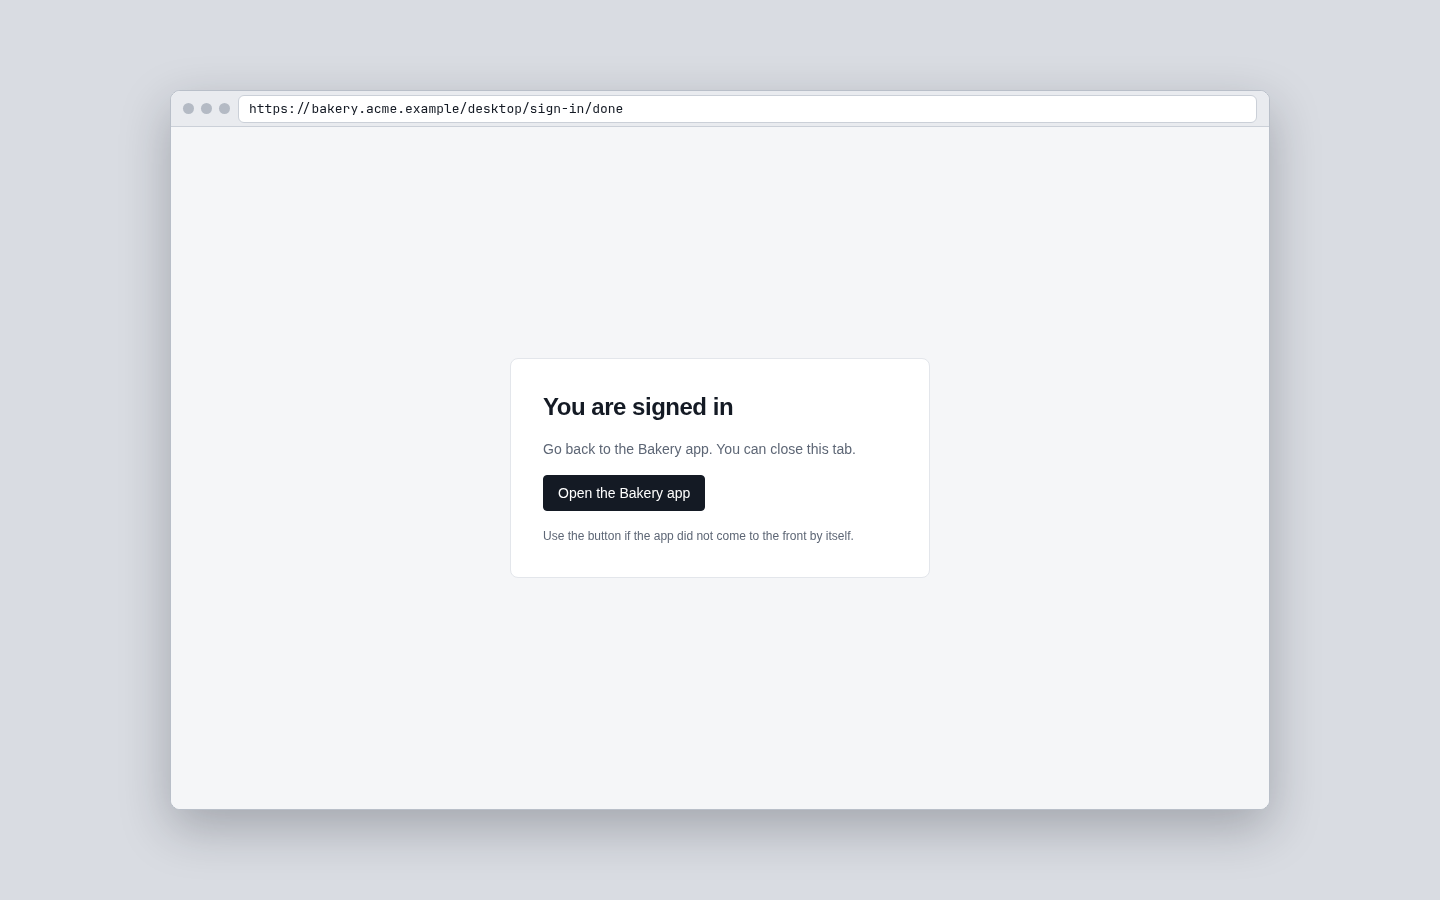 https://bakery.acme.example/desktop/sign-in/done
You are signed in
Go back to the Bakery app. You can close this tab.
Open the Bakery app
Use the button if the app did not come to the front by itself.